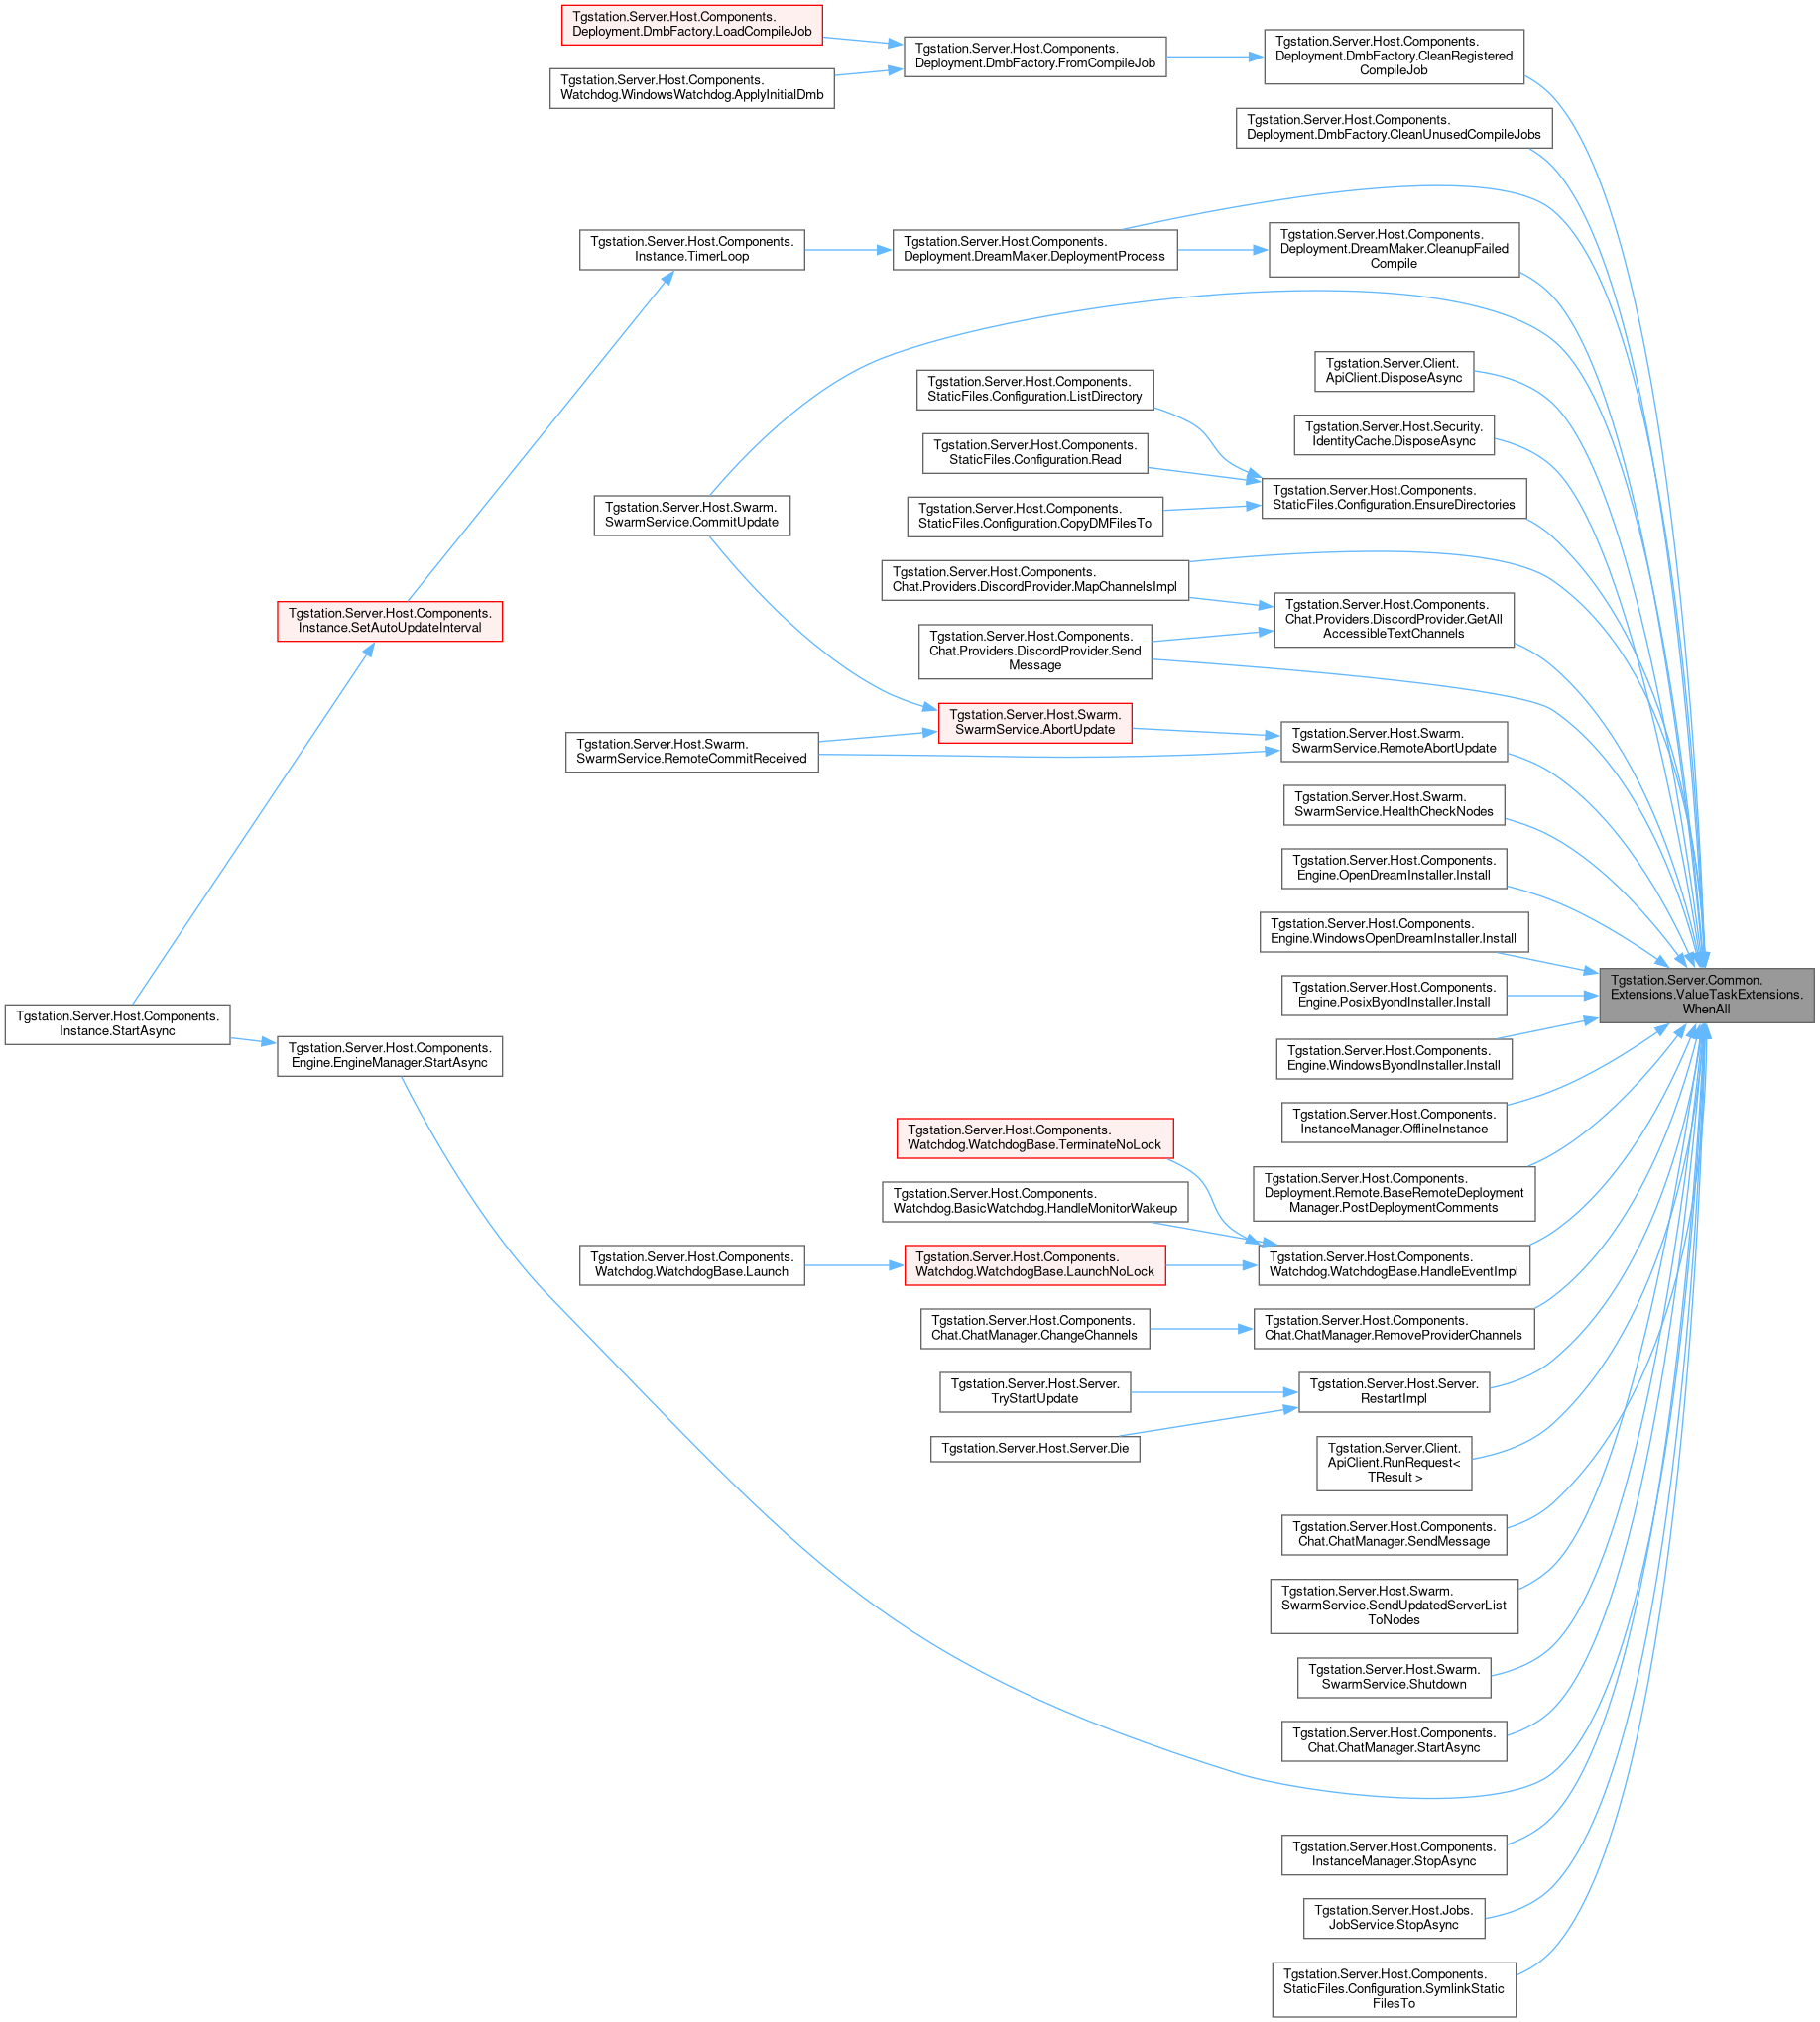 Tgstation.Server.Host.Components.
Deployment.DmbFactory.LoadCompileJob
Tgstation.Server.Host.Components.
Watchdog.WindowsWatchdog.ApplyInitialDmb
Tgstation.Server.Host.Components.
Deployment.DmbFactory.FromCompileJob
Tgstation.Server.Host.Components.
Deployment.DmbFactory.CleanRegistered
CompileJob
Tgstation.Server.Host.Components.
Deployment.DmbFactory.CleanUnusedCompileJobs
Tgstation.Server.Host.Components.
Instance.TimerLoop
Tgstation.Server.Host.Components.
Deployment.DreamMaker.DeploymentProcess
Tgstation.Server.Host.Components.
Deployment.DreamMaker.CleanupFailed
Compile
Tgstation.Server.Client.
ApiClient.DisposeAsync
Tgstation.Server.Host.Components.
StaticFiles.Configuration.ListDirectory
Tgstation.Server.Host.Security.
IdentityCache.DisposeAsync
Tgstation.Server.Host.Components.
StaticFiles.Configuration.Read
Tgstation.Server.Host.Components.
StaticFiles.Configuration.EnsureDirectories
Tgstation.Server.Host.Swarm.
SwarmService.CommitUpdate
Tgstation.Server.Host.Components.
StaticFiles.Configuration.CopyDMFilesTo
Tgstation.Server.Host.Components.
Chat.Providers.DiscordProvider.MapChannelsImpl
Tgstation.Server.Host.Components.
Chat.Providers.DiscordProvider.GetAll
AccessibleTextChannels
Tgstation.Server.Host.Components.
Instance.SetAutoUpdateInterval
Tgstation.Server.Host.Components.
Chat.Providers.DiscordProvider.Send
Message
Tgstation.Server.Host.Swarm.
SwarmService.AbortUpdate
Tgstation.Server.Host.Swarm.
SwarmService.RemoteAbortUpdate
Tgstation.Server.Host.Swarm.
SwarmService.RemoteCommitReceived
Tgstation.Server.Host.Swarm.
SwarmService.HealthCheckNodes
Tgstation.Server.Host.Components.
Engine.OpenDreamInstaller.Install
Tgstation.Server.Host.Components.
Engine.WindowsOpenDreamInstaller.Install
Tgstation.Server.Common.
Extensions.ValueTaskExtensions.
WhenAll
Tgstation.Server.Host.Components.
Engine.PosixByondInstaller.Install
Tgstation.Server.Host.Components.
Instance.StartAsync
Tgstation.Server.Host.Components.
Engine.EngineManager.StartAsync
Tgstation.Server.Host.Components.
Engine.WindowsByondInstaller.Install
Tgstation.Server.Host.Components.
InstanceManager.OfflineInstance
Tgstation.Server.Host.Components.
Watchdog.WatchdogBase.TerminateNoLock
Tgstation.Server.Host.Components.
Deployment.Remote.BaseRemoteDeployment
Manager.PostDeploymentComments
Tgstation.Server.Host.Components.
Watchdog.BasicWatchdog.HandleMonitorWakeup
Tgstation.Server.Host.Components.
Watchdog.WatchdogBase.Launch
Tgstation.Server.Host.Components.
Watchdog.WatchdogBase.LaunchNoLock
Tgstation.Server.Host.Components.
Watchdog.WatchdogBase.HandleEventImpl
Tgstation.Server.Host.Components.
Chat.ChatManager.ChangeChannels
Tgstation.Server.Host.Components.
Chat.ChatManager.RemoveProviderChannels
Tgstation.Server.Host.Server.
TryStartUpdate
Tgstation.Server.Host.Server.
RestartImpl
Tgstation.Server.Host.Server.Die
Tgstation.Server.Client.
ApiClient.RunRequest<
TResult >
Tgstation.Server.Host.Components.
Chat.ChatManager.SendMessage
Tgstation.Server.Host.Swarm.
SwarmService.SendUpdatedServerList
ToNodes
Tgstation.Server.Host.Swarm.
SwarmService.Shutdown
Tgstation.Server.Host.Components.
Chat.ChatManager.StartAsync
Tgstation.Server.Host.Components.
InstanceManager.StopAsync
Tgstation.Server.Host.Jobs.
JobService.StopAsync
Tgstation.Server.Host.Components.
StaticFiles.Configuration.SymlinkStatic
FilesTo